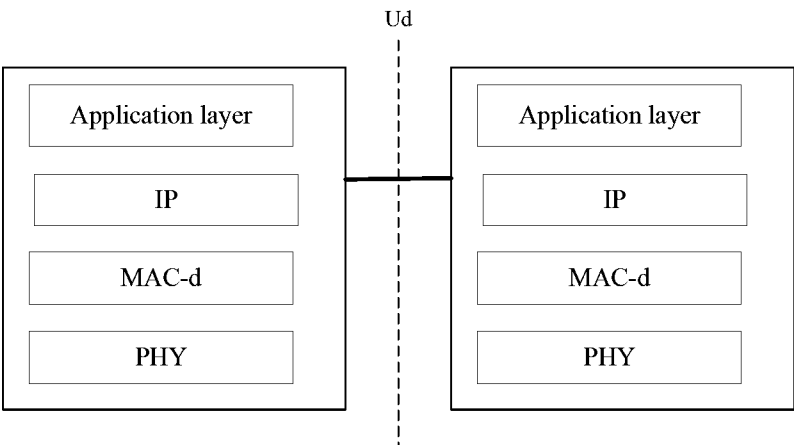 Ud
Application layer
IP
MAC-d
PHY
Application layer
IP
MAC-d
PHY